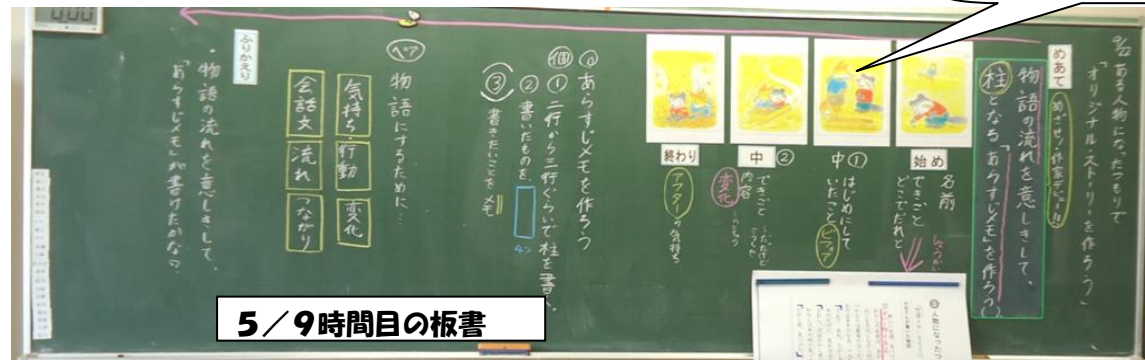 9/22 ある人物になったつもりで
「オリジナルストーリーを作ろう」
めあて
めざせ!作家デビュー!!
物語の流れを意しきして、
柱となる「あらすじメモ」を作ろう。
始め
名前
できごと
どこでだれと
中①
はじめにして
いたこと
ビフォア
中②
できごと
内容
変化
終わり
アフターの気持ち
◎あらすじメモを作ろう
個
① 二行から三行ぐらいで柱を書く。
② 書いたものを
③ 書きたいことをメモ
ペア
物語にするために…
気持ち・行動
変化
会話文
流れ
つながり
ふりかえり
・物語の流れを意しきして、
「あらすじメモ」が書けたかな?
4:00
5/9時間目の板書